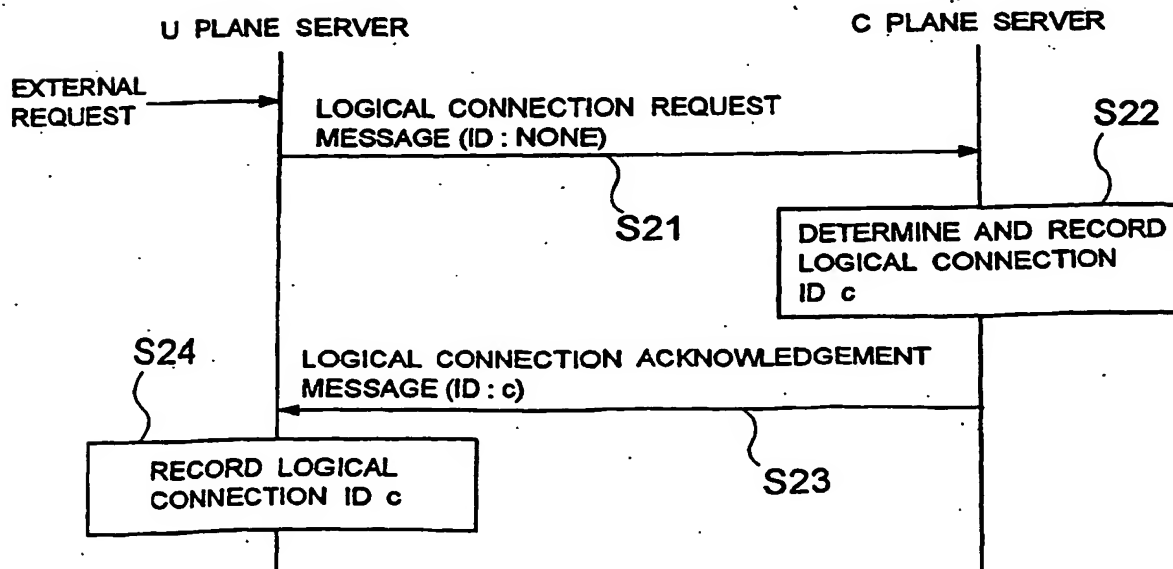 U PLANE SERVER
C PLANE SERVER
EXTERNAL
REQUEST
LOGICAL CONNECTION REQUEST
MESSAGE (ID : NONE)
S21
S22
DETERMINE AND RECORD
LOGICAL CONNECTION
ID c
S24
LOGICAL CONNECTION ACKNOWLEDGEMENT
MESSAGE (ID : c)
S23
RECORD LOGICAL
CONNECTION ID c